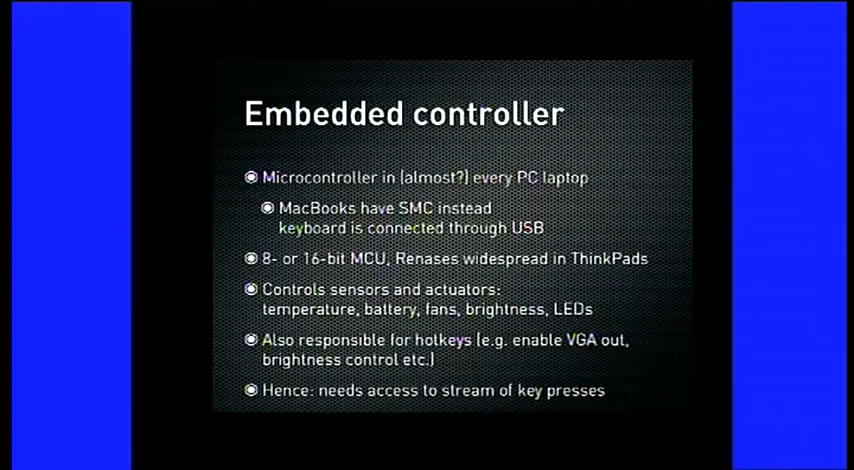 Embedded controller
Microcontroller in (almost?) every PC laptop
MacBooks have SMC instead
keyboard is connected through USB
8- or 16-bit MCU, Renases widespread in ThinkPads
Controls sensors and actuators:
temperature, battery, fans, brightness, LEDs
Also responsible for hotkeys (e.g. enable VGA out,
brightness control etc.)
Hence: needs access to stream of key presses